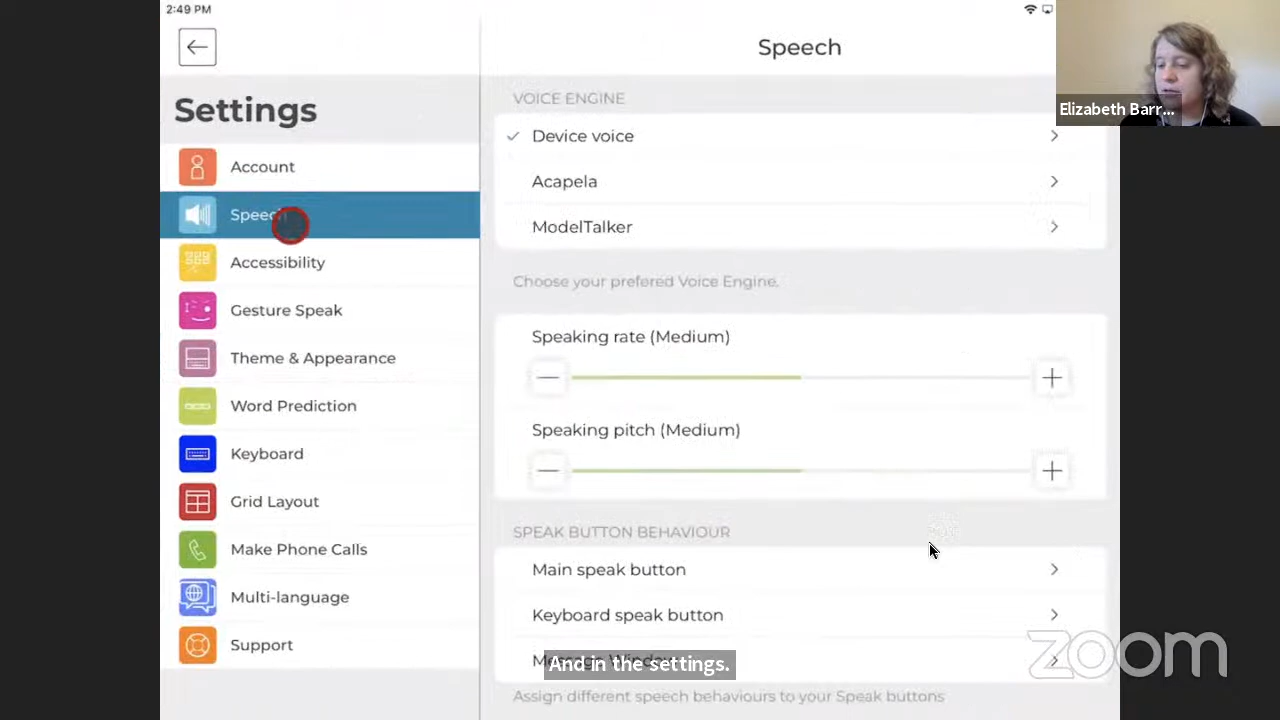 2:49 PM
Settings
Account
Speech
Accessibility
Gesture Speak
Theme & Appearance
Word Prediction
Keyboard
Grid Layout
Make Phone Calls
Multi-language
Support
Speech
VOICE ENGINE
Device voice
Acapela
ModelTalker
Choose your prefered Voice Engine.
Speaking rate (Medium)
Speaking pitch (Medium)
SPEAK BUTTON BEHAVIOUR
Main speak button
Keyboard speak button
And in the settings.
Assign different speech behaviours to your Speak buttons
Elizabeth Barr...
zoom